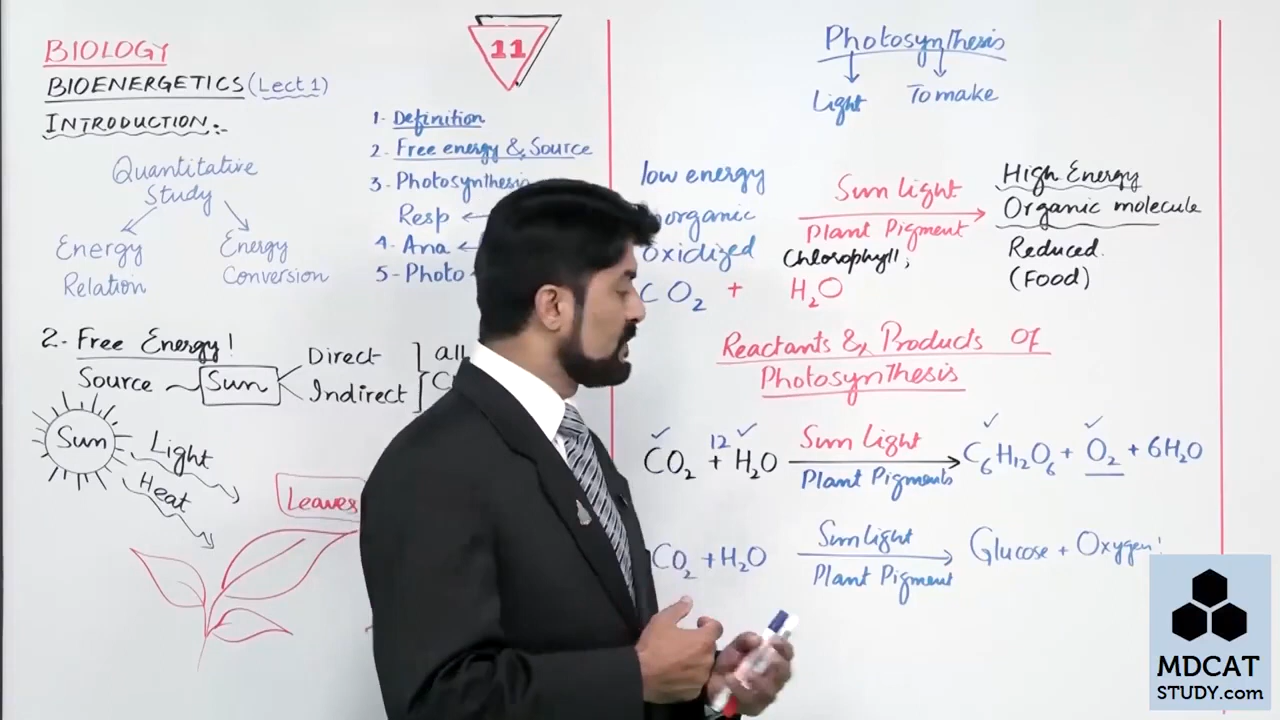 BIOLOGY
BIOENERGETICS (Lect 1)
INTRODUCTION:-
Quantitative
Study
Energy
Relation
Energy
Conversion
11
1- Definition
2- Free energy & Source
3- Photosynthesis
Resp
4- Ana
5- Photo
2- Free Energy!
Source
Sun
Direct
Indirect
all
Sun
Light
Heat
Leaves
Photosynthesis
Light
To make
low energy
organic
oxidized
CO2 + H2O
Sun light
Plant Pigment
Chlorophyll,
High Energy
Organic molecule
Reduced.
(Food)
Reactants & Products Of
Photosynthesis
CO2 + 12 H2O
Sun Light
Plant Pigments
C6H12O6 + O2 + 6H2O
CO2 + H2O
Sunlight
Plant Pigment
Glucose + Oxygen!
MDCAT
STUDY.com